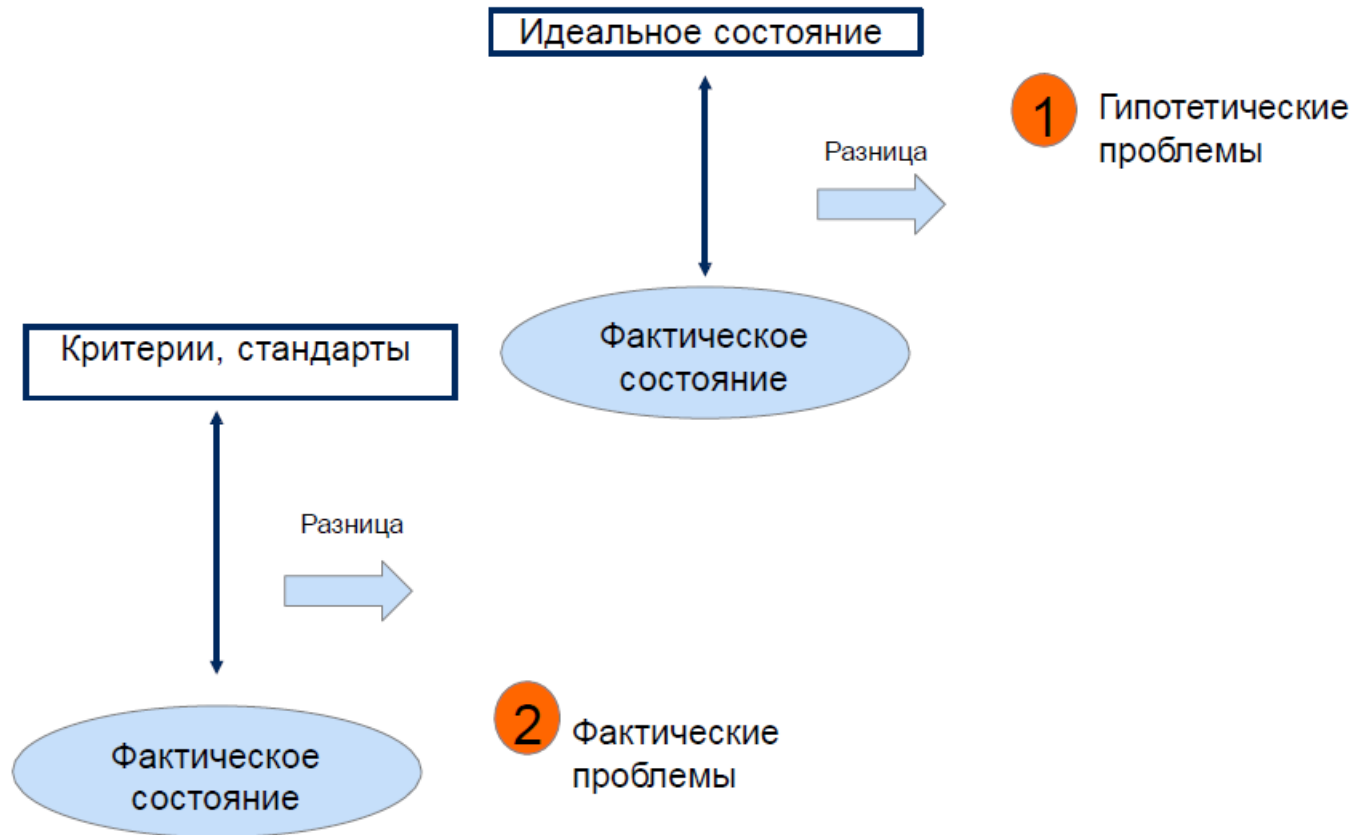 Идеальное состояние
1
Гипотетические
проблемы
Разница
Фактическое
состояние
Критерии, стандарты
Разница
2
Фактические
проблемы
Фактическое
состояние